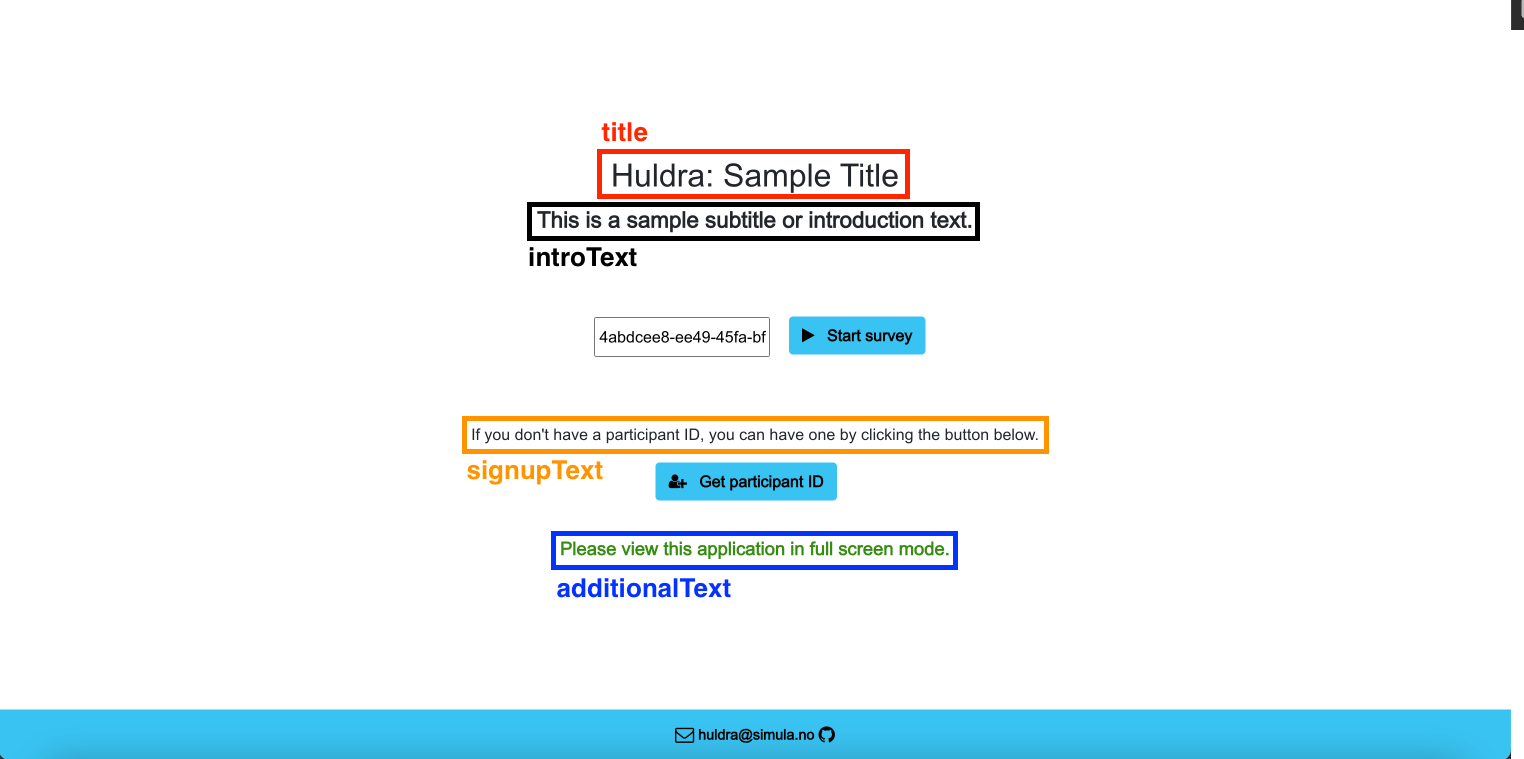 title
Huldra: Sample Title
This is a sample subtitle or introduction text.
introText
4abdcee8-ee49-45fa-bf
Start survey
If you don't have a participant ID, you can have one by clicking the button below.
signupText
Get participant ID
Please view this application in full screen mode.
additionalText
huldra@simula.no